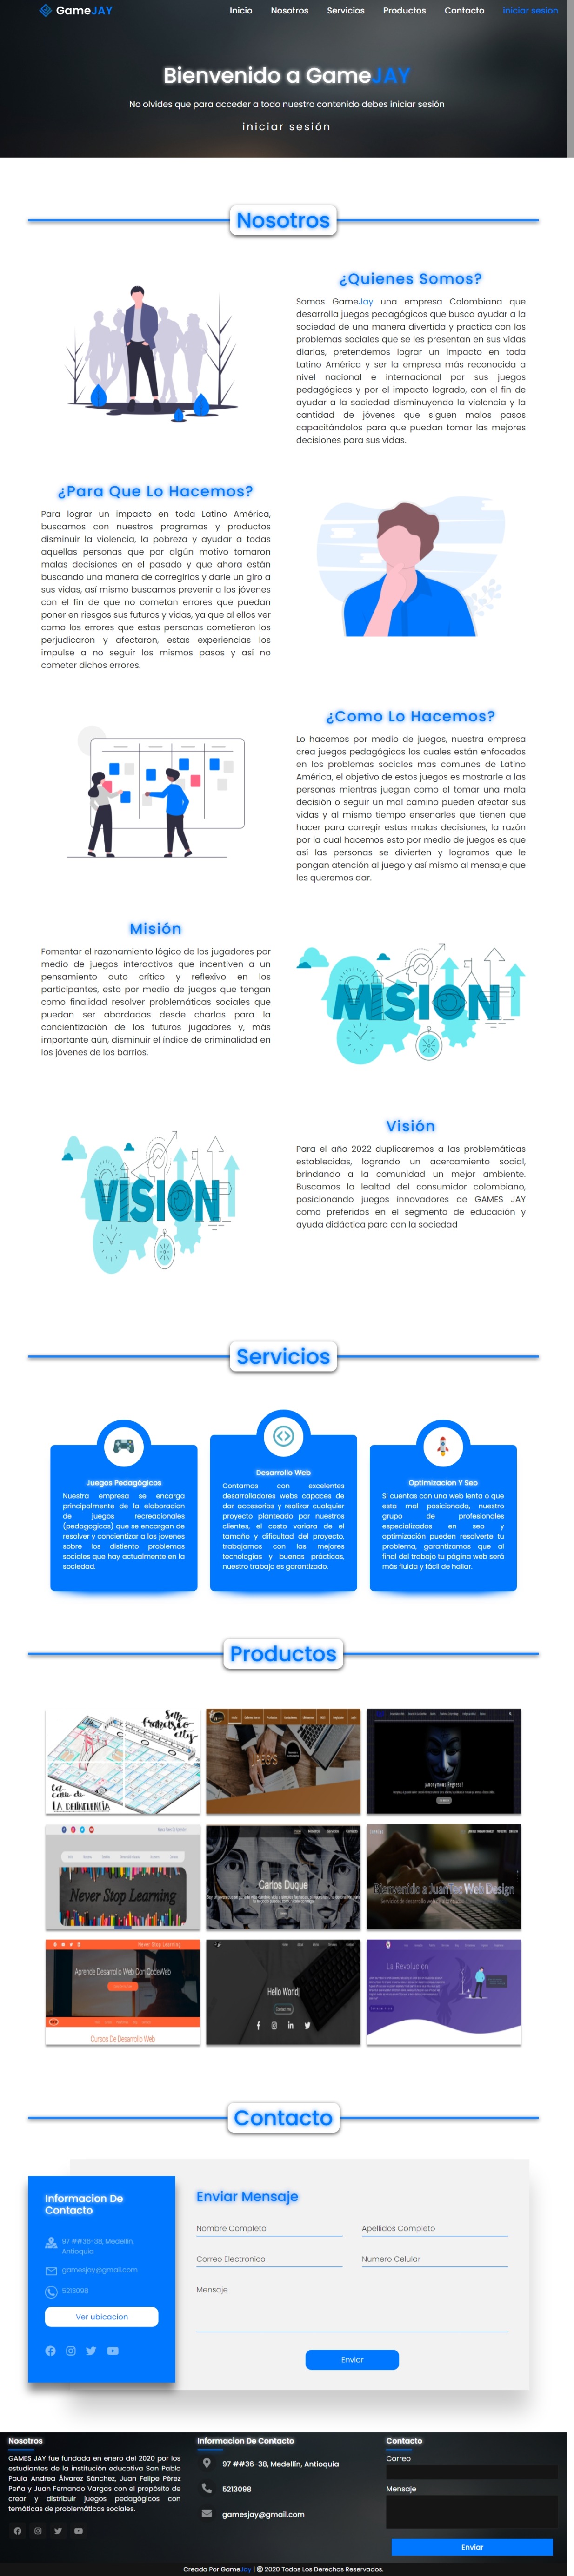 GameJAY
Inicio Nosotros Servicios Productos Contacto iniciar sesion
Bienvenido a GameJAY
No olvides que para acceder a todo nuestro contenido debes iniciar sesión
iniciar sesión
Nosotros
¿Quienes Somos?
Somos GameJay una empresa Colombiana que
desarrolla juegos pedagógicos que busca ayudar a la
sociedad de una manera divertida y practica con los
problemas sociales que se les presentan en sus vidas
diarias, pretendemos lograr un impacto en toda
Latino América y ser la empresa más reconocida a
nivel nacional e internacional por sus juegos
pedagógicos y por el impacto logrado, con el fin de
ayudar a la sociedad disminuyendo la violencia y la
cantidad de jóvenes que siguen malos pasos
capacitándolos para que puedan tomar las mejores
decisiones para sus vidas.
¿Para Que Lo Hacemos?
Para lograr un impacto en toda Latino América,
buscamos con nuestros programas y productos
disminuir la violencia, la pobreza y ayudar a todas
aquellas personas que por algún motivo tomaron
malas decisiones en el pasado y que ahora están
buscando una manera de corregirlos y darle un giro a
sus vidas, así mismo buscamos prevenir a los jóvenes
con el fin de que no cometan errores que puedan
poner en riesgos sus futuros y vidas, ya que al ellos ver
como los errores que estas personas cometieron los
perjudicaron y afectaron, estas experiencias los
impulse a no seguir los mismos pasos y así no
cometer dichos errores.
¿Como Lo Hacemos?
Lo hacemos por medio de juegos, nuestra empresa
crea juegos pedagógicos los cuales están enfocados
en los problemas sociales mas comunes de Latino
América, el objetivo de estos juegos es mostrarle a las
personas mientras juegan como el tomar una mala
decisión o seguir un mal camino pueden afectar sus
vidas y al mismo tiempo enseñarles que tienen que
hacer para corregir estas malas decisiones, la razón
por la cual hacemos esto por medio de juegos es que
así las personas se divierten y logramos que le
pongan atención al juego y así mismo al mensaje que
les queremos dar.
Misión
Fomentar el razonamiento lógico de los jugadores por
medio de juegos interactivos que incentiven a un
pensamiento auto crítico y reflexivo en los
participantes, esto por medio de juegos que tengan
como finalidad resolver problemáticas sociales que
puedan ser abordadas desde charlas para la
concientización de los futuros jugadores y, más
importante aún, disminuir el índice de criminalidad en
los jóvenes de los barrios.
MISION
VISION
Visión
Para el año 2022 duplicaremos a las problemáticas
establecidas, logrando un acercamiento social,
brindando a la comunidad un mejor ambiente.
Buscamos la lealtad del consumidor colombiano,
posicionando juegos innovadores de GAMES JAY
como preferidos en el segmento de educación y
ayuda didáctica para con la sociedad
Servicios
Juegos Pedagógicos
Nuestra empresa se encarga
principalmente de la elaboracion
de juegos recreacionales
(pedagogicos) que se encargan de
resolver y concientizar a los jovenes
sobre los distiento problemas
sociales que hay actualmente en la
sociedad.
Desarrollo Web
Contamos con excelentes
desarrolladores webs capaces de
dar accesorias y realizar cualquier
proyecto planteado por nuestros
clientes, el costo variara de el
tamaño y dificultad del proyecto,
trabajamos con las mejores
tecnologias y buenas prácticas,
nuestro trabajo es garantizado.
Optimizacion Y Seo
Si cuentas con una web lenta o que
esta mal posicionada, nuestro
grupo de profesionales
especializados en seo y
optimización pueden resolverte tu
problema, garantizamos que al
final del trabajo tu página web será
más fluida y fácil de hallar.
Productos
San
Francisco
city
La casa de
LA DELINCUENCIA
¡Anonymous Regresa!
Never Stop Learning
Carlos Duque
Bienvenido a JuanTec Web Design
Never Stop Learning
Aprende Desarrollo Web Con CodeWeb
Cursos De Desarrollo Web
Hello World
La Revolucion
Contacto
Informacion De
Contacto
97 ##36-38, Medellin,
Antioquia
gamesjay@gmail.com
5213098
Ver ubicacion
Enviar Mensaje
Nombre Completo
Apellidos Completo
Correo Electronico
Numero Celular
Mensaje
Enviar
Nosotros
GAMES JAY fue fundada en enero del 2020 por los
estudiantes de la institución educativa San Pablo
Paula Andrea Álvarez Sánchez, Juan Felipe Pérez
Peña y Juan Fernando Vargas con el propósito de
crear y distribuir juegos pedagógicos con
temáticas de problemáticas sociales.
Informacion De Contacto
97 ##36-38, Medellín, Antioquia
5213098
gamesjay@gmail.com
Contacto
Correo
Mensaje
Enviar
Creada Por GameJay | © 2020 Todos Los Derechos Reservados.